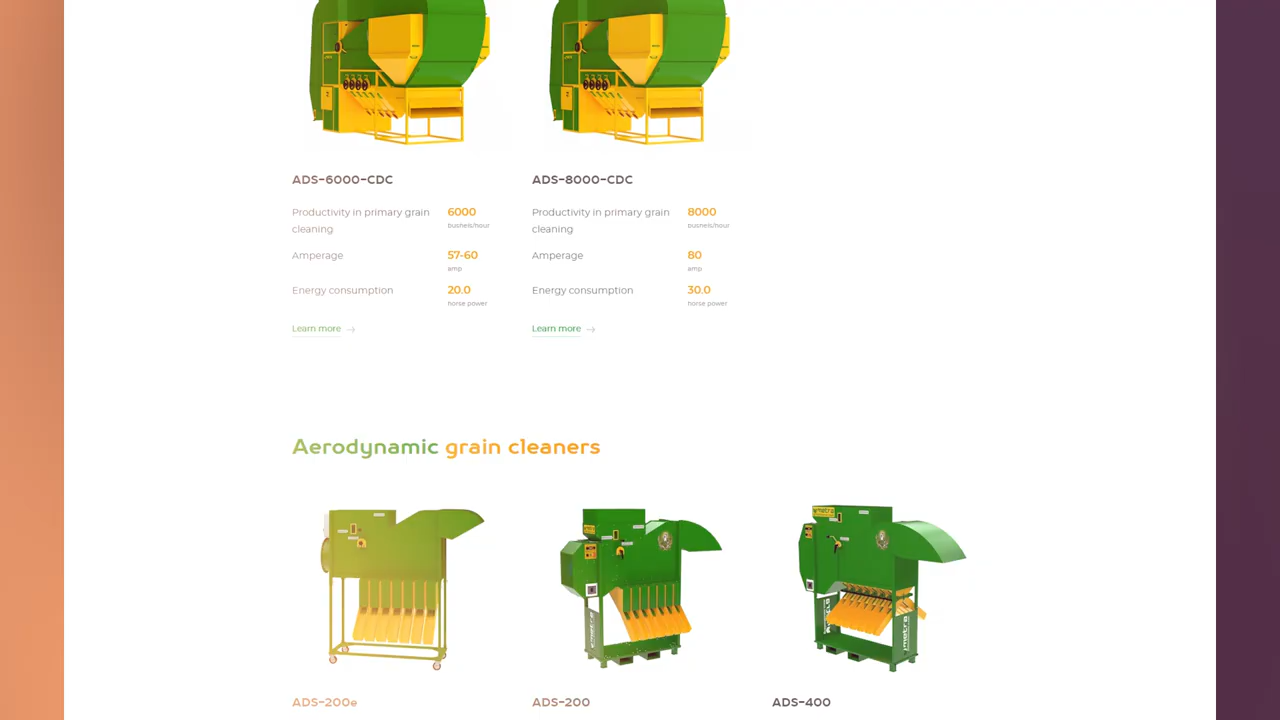 ADS-6000-CDC
Productivity in primary grain cleaning
6000
bushels/hour
Amperage
57-60
amp
Energy consumption
20.0
horse power
Learn more →
ADS-8000-CDC
Productivity in primary grain cleaning
8000
bushels/hour
Amperage
80
amp
Energy consumption
30.0
horse power
Learn more →
Aerodynamic grain cleaners
ADS-200e
ADS-200
ADS-400